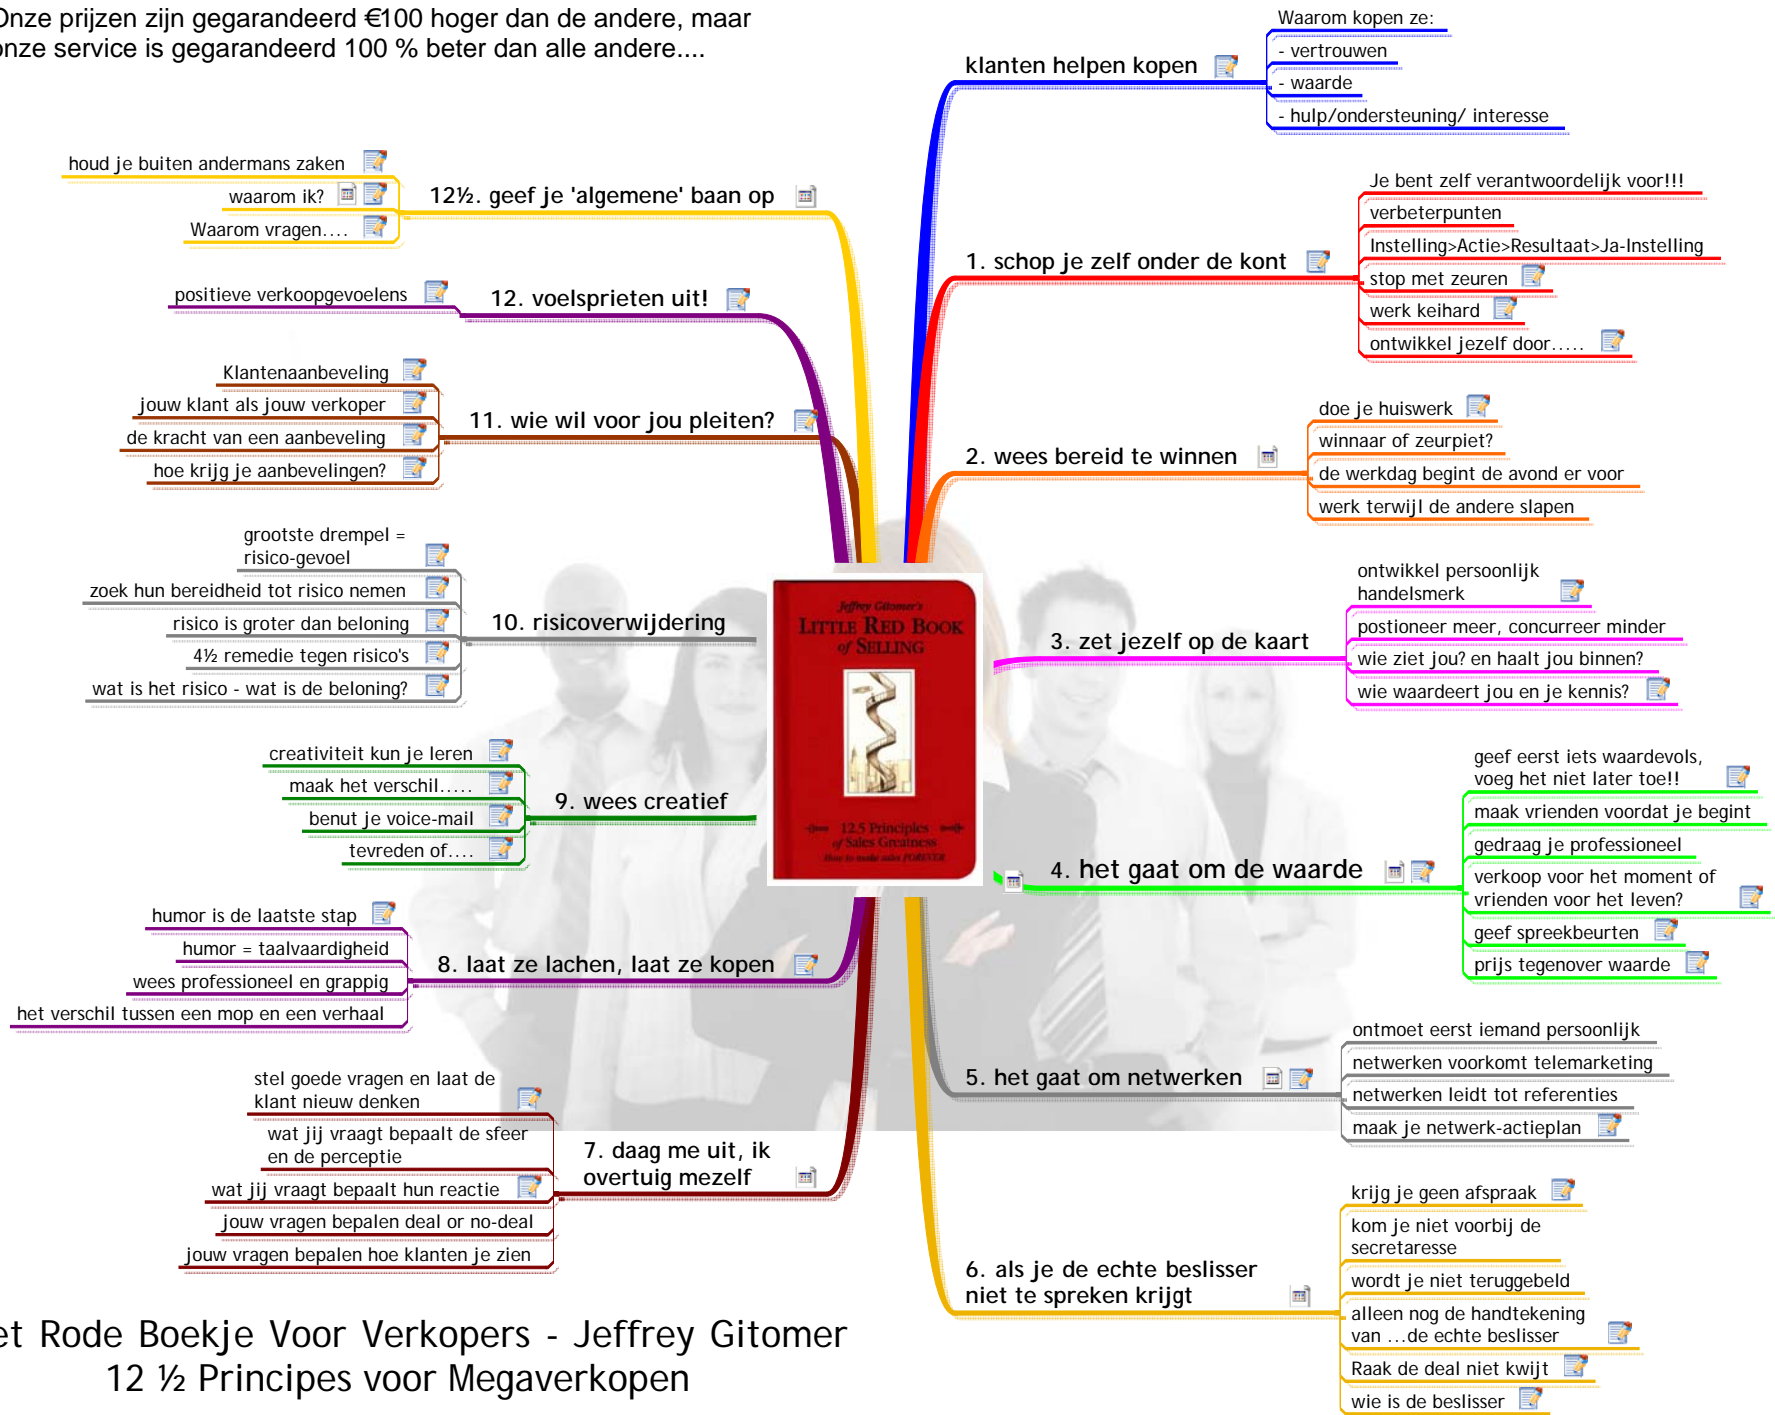 Onze prijzen zijn gegarandeerd €100 hoger dan de andere, maar
onze service is gegarandeerd 100 % beter dan alle andere....
klanten helpen kopen
Waarom kopen ze:
- vertrouwen
- waarde
- hulp/ondersteuning/ interesse
1. schop je zelf onder de kont
Je bent zelf verantwoordelijk voor!!!
verbeterpunten
Instelling>Actie>Resultaat>Ja-Instelling
stop met zeuren
werk keihard
ontwikkel jezelf door.....
2. wees bereid te winnen
doe je huiswerk
winnaar of zeurpiet?
de werkdag begint de avond er voor
werk terwijl de andere slapen
3. zet jezelf op de kaart
ontwikkel persoonlijk
handelsmerk
postioneer meer, concurreer minder
wie ziet jou? en haalt jou binnen?
wie waardeert jou en je kennis?
4. het gaat om de waarde
geef eerst iets waardevols,
voeg het niet later toe!!
maak vrienden voordat je begint
gedraag je professioneel
verkoop voor het moment of
vrienden voor het leven?
geef spreekbeurten
prijs tegenover waarde
5. het gaat om netwerken
ontmoet eerst iemand persoonlijk
netwerken voorkomt telemarketing
netwerken leidt tot referenties
maak je netwerk-actieplan
6. als je de echte beslisser
niet te spreken krijgt
krijg je geen afspraak
kom je niet voorbij de
secretaresse
wordt je niet teruggebeld
alleen nog de handtekening
van ...de echte beslisser
Raak de deal niet kwijt
wie is de beslisser
7. daag me uit, ik
overtuig mezelf
stel goede vragen en laat de
klant nieuw denken
wat jij vraagt bepaalt de sfeer
en de perceptie
wat jij vraagt bepaalt hun reactie
jouw vragen bepalen deal or no-deal
jouw vragen bepalen hoe klanten je zien
8. laat ze lachen, laat ze kopen
humor is de laatste stap
humor = taalvaardigheid
wees professioneel en grappig
het verschil tussen een mop en een verhaal
9. wees creatief
creativiteit kun je leren
maak het verschil.....
benut je voice-mail
tevreden of....
10. risicoverwijdering
grootste drempel =
risico-gevoel
zoek hun bereidheid tot risico nemen
risico is groter dan beloning
4½ remedie tegen risico's
wat is het risico - wat is de beloning?
11. wie wil voor jou pleiten?
Klantenaanbeveling
jouw klant als jouw verkoper
de kracht van een aanbeveling
hoe krijg je aanbevelingen?
12. voelsprieten uit!
positieve verkoopgevoelens
12½. geef je 'algemene' baan op
houd je buiten andermans zaken
waarom ik?
Waarom vragen....
Jeffrey Gitomer's
LITTLE RED BOOK
of SELLING
12.5 Principles
of Sales Greatness
How to make sales FOREVER
et Rode Boekje Voor Verkopers - Jeffrey Gitomer
12 ½ Principes voor Megaverkopen